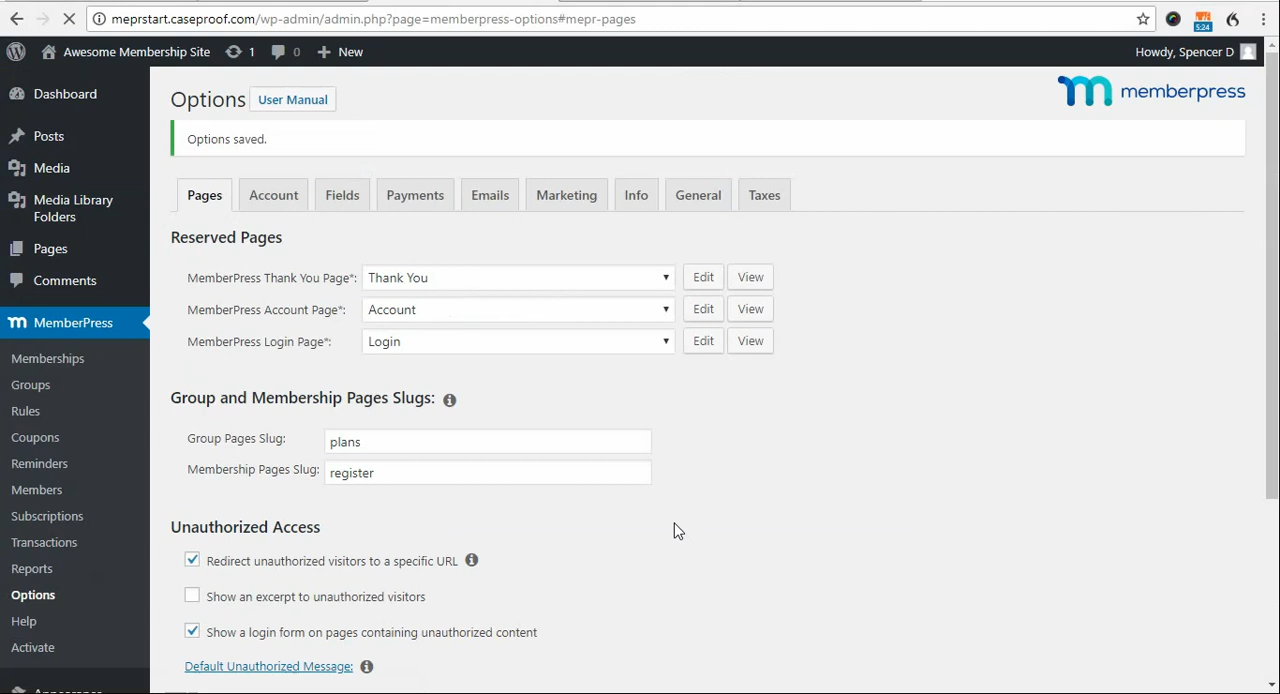 meprstart.caseproof.com/wp-admin/admin.php?page=memberpress-options#mepr-pages
5:24
Awesome Membership Site 1 0 New
Howdy, Spencer D
Dashboard
Posts
Media
Media Library
Folders
Pages
Comments
MemberPress
Memberships
Groups
Rules
Coupons
Reminders
Members
Subscriptions
Transactions
Reports
Options
Help
Activate
Appearance
Options User Manual
memberpress
Options saved.
Pages Account Fields Payments Emails Marketing Info General Taxes
Reserved Pages
MemberPress Thank You Page*: Thank You Edit View
MemberPress Account Page*: Account Edit View
MemberPress Login Page*: Login Edit View
Group and Membership Pages Slugs:
Group Pages Slug: plans
Membership Pages Slug: register
Unauthorized Access
Redirect unauthorized visitors to a specific URL
Show an excerpt to unauthorized visitors
Show a login form on pages containing unauthorized content
Default Unauthorized Message: